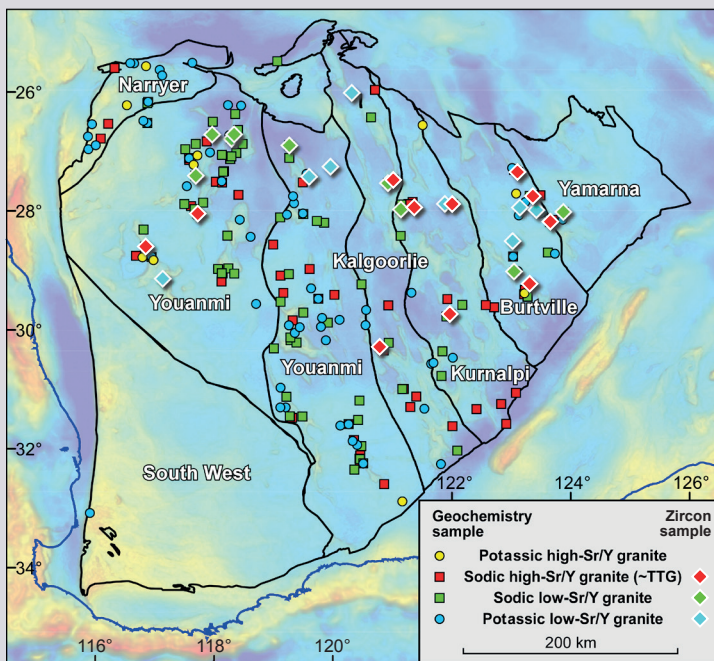 26°
28°
30°
32°
34°
Narryer
Yamarna
Kalgoorlie
Youanmi
Burtville
Youanmi
Kurnalpi
South West
122°
124°
126°
116°
118°
120°
Geochemistry sample
Zircon sample
Potassic high-Sr/Y granite
Sodic high-Sr/Y granite (~TTG)
Sodic low-Sr/Y granite
Potassic low-Sr/Y granite
200 km